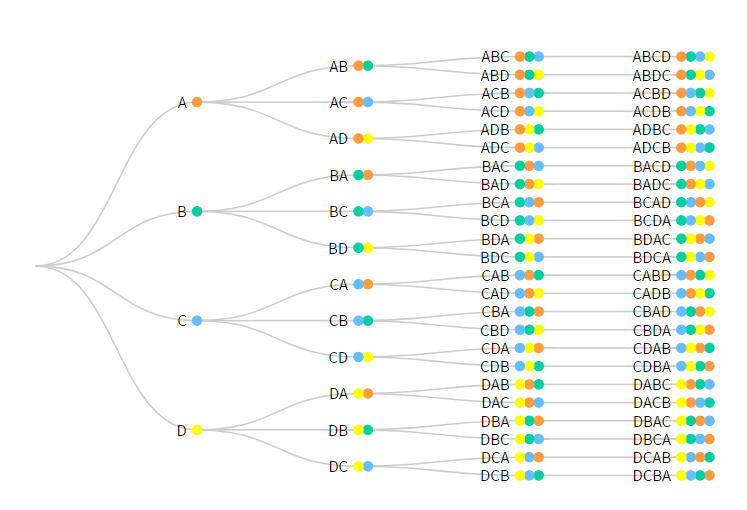 ABC ABCD
AB ABD ABDC
ACB ACBD
A AC ACD ACDB
ADB ADBC
AD ADC ADCB
BAC BACD
BA BAD BADC
BCA BCAD
B BC BCD BCDA
BDA BDAC
BD BDC BDCA
CAB CABD
CA CAD CADB
CBA CBAD
C CB CBD CBDA
CDA CDAB
CD CDB CDBA
DAB DABC
DA DAC DACB
DBA DBAC
D DB DBC DBCA
DCA DCAB
DC DCB DCBA